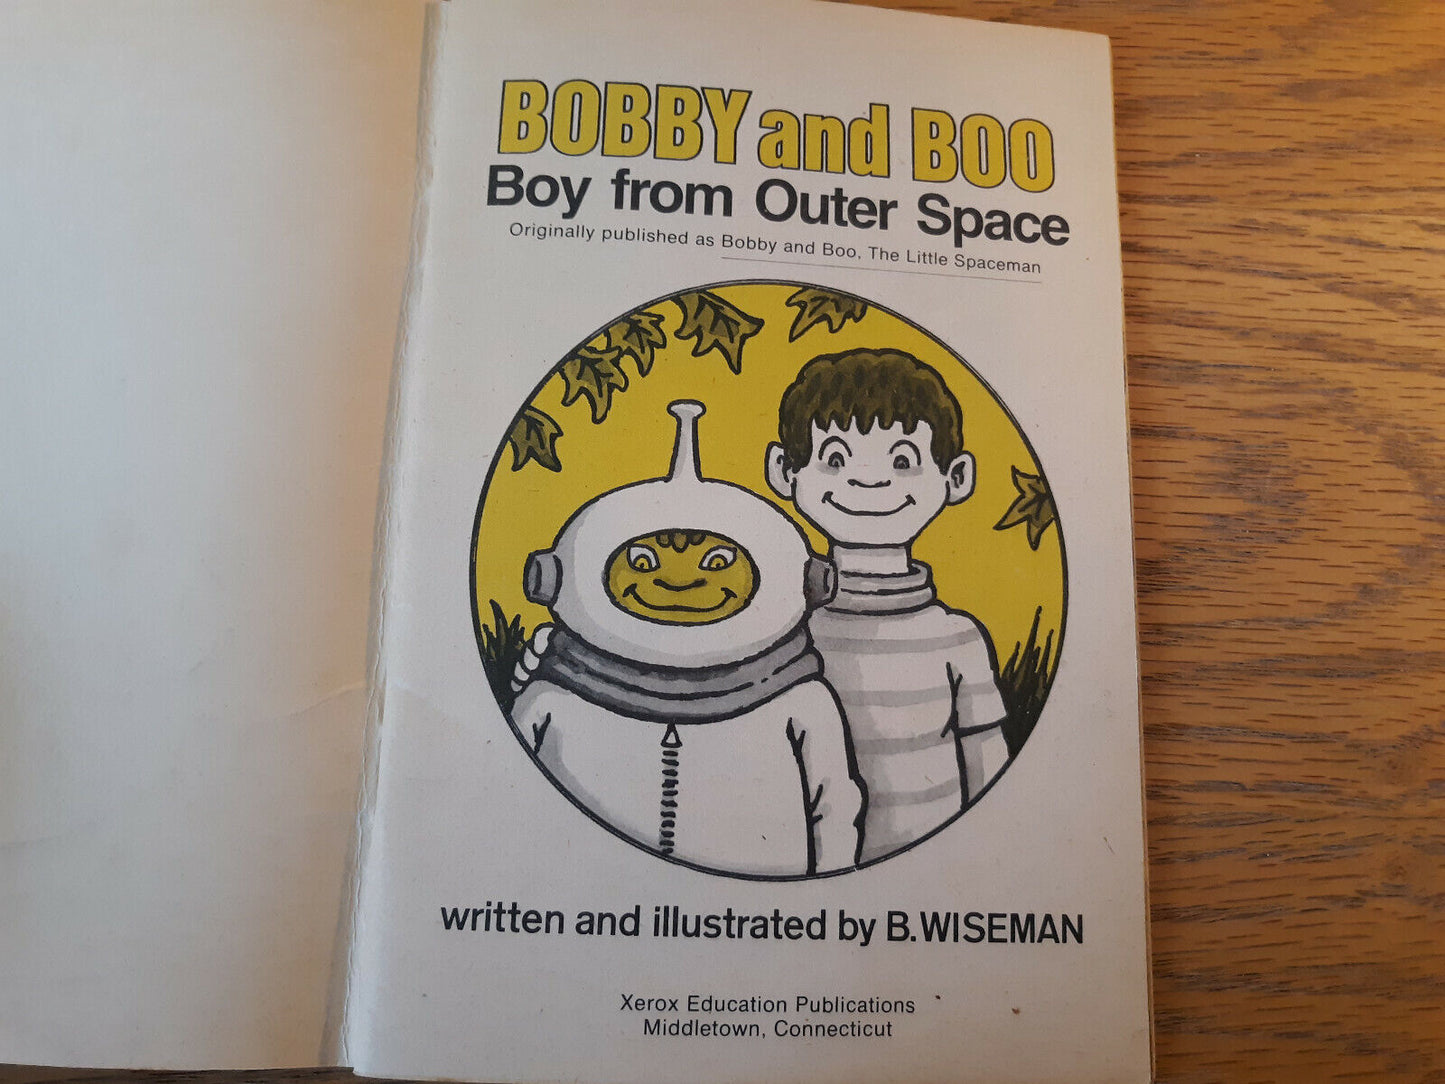 BOBBY and BOO
Boy from Outer Space
Originally published as Bobby and Boo, The Little Spaceman
written and illustrated by B. WISEMAN
Xerox Education Publications
Middletown, Connecticut